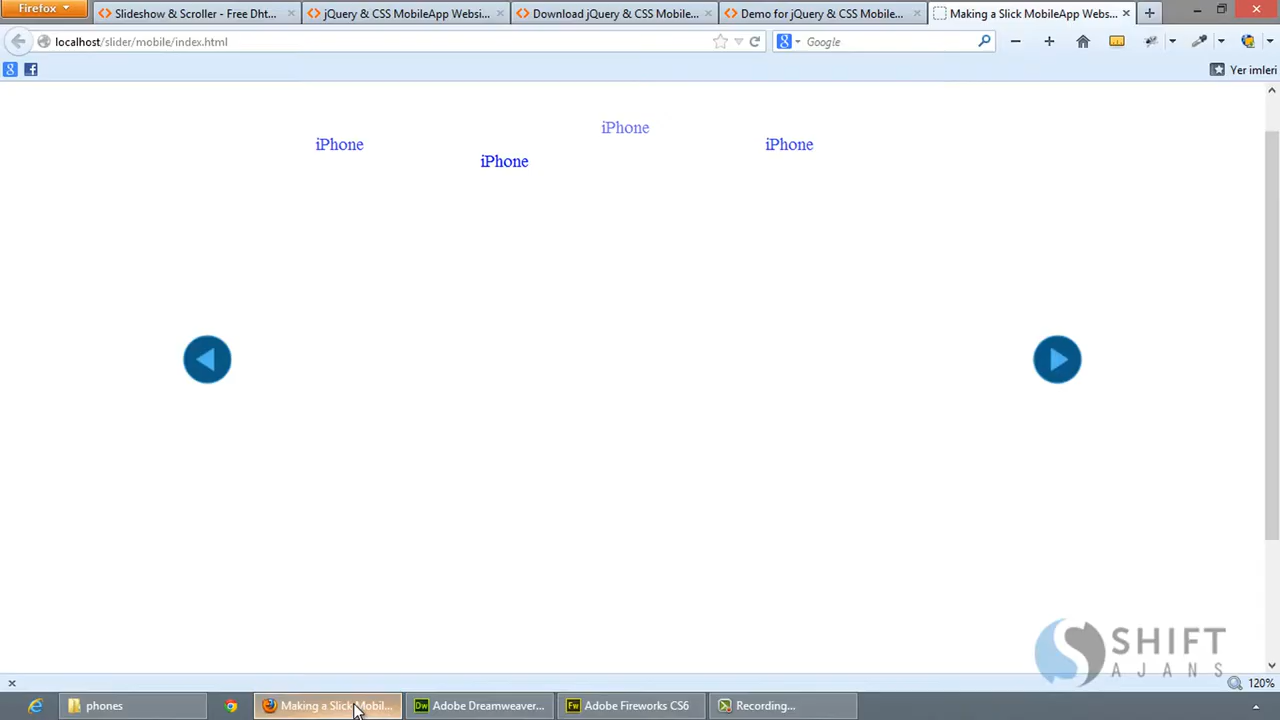 Firefox
Slideshow & Scroller - Free Dht...
jQuery & CSS MobileApp Websi...
Download jQuery & CSS Mobile...
Demo for jQuery & CSS Mobile...
Making a Slick MobileApp Webs...
localhost/slider/mobile/index.html
Google
Yer imleri
iPhone
iPhone
iPhone
iPhone
SHIFT
AJANS
120%
phones
Making a Slick Mobil...
Adobe Dreamweaver...
Adobe Fireworks CS6
Recording...